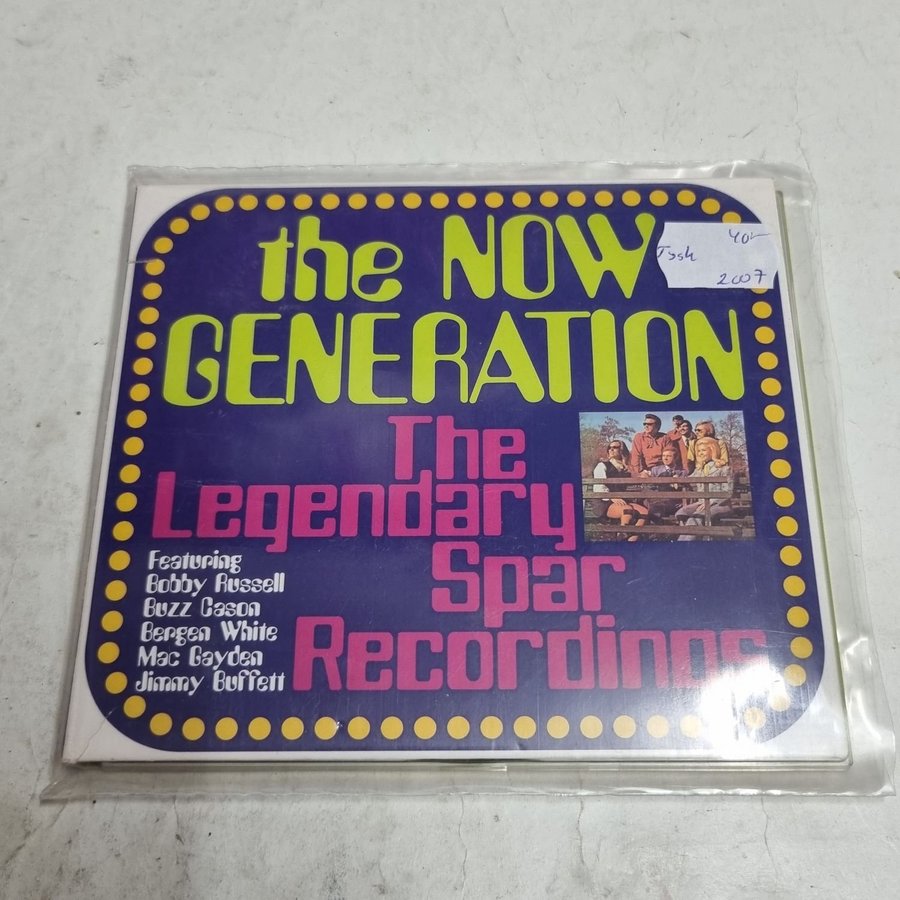 the NOW
GENERATION
The
Legendary
Spar
Recordings
Featuring
Bobby Russell
Buzz Cason
Bergen White
Mac Gayden
Jimmy Buffett
2007